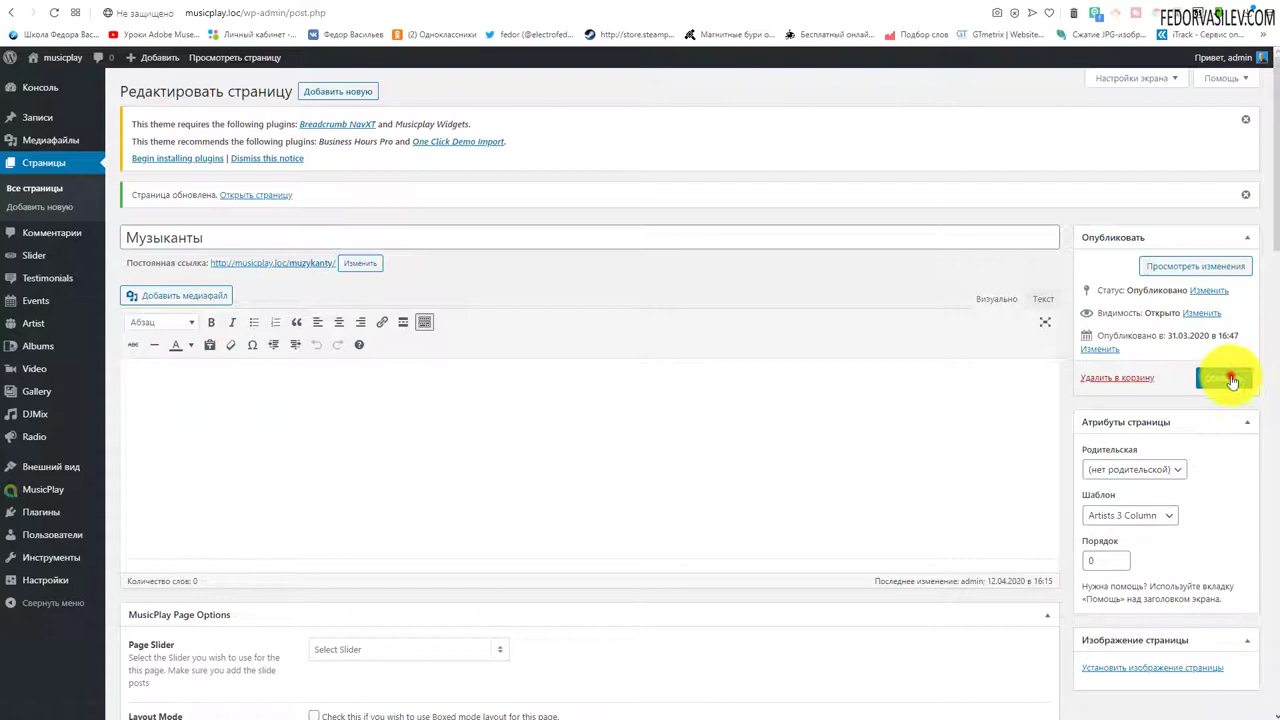 Не защищено
musicplay.loc/wp-admin/post.php
FEDORVASILEV.COM
Школа Федора Вас...
Уроки Adobe Muse...
Личный кабинет -...
Федор Васильев
(2) Одноклассники
fedor (@electrofed...
http://store.steamp...
Магнитные бури о...
Бесплатный онлай...
Подбор слов
GTmetrix | Website...
Сжатие JPG-изобр...
iTrack - Сервис оп...
musicplay
0
Добавить
Просмотреть страницу
Привет, admin
Консоль
Записи
Медиафайлы
Страницы
Все страницы
Добавить новую
Комментарии
Slider
Testimonials
Events
Artist
Albums
Video
Gallery
DJMix
Radio
Внешний вид
MusicPlay
Плагины
Пользователи
Инструменты
Настройки
Свернуть меню
Настройки экрана
Помощь
Редактировать страницу
Добавить новую
This theme requires the following plugins: Breadcrumb NavXT and Musicplay Widgets.
This theme recommends the following plugins: Business Hours Pro and One Click Demo Import.
Begin installing plugins | Dismiss this notice
Страница обновлена. Открыть страницу
Музыканты
Постоянная ссылка: http://musicplay.loc/muzykanty/ Изменить
Добавить медиафайл
Визуально
Текст
Абзац
Количество слов: 0
Последнее изменение: admin; 12.04.2020 в 16:15
MusicPlay Page Options
Page Slider
Select the Slider you wish to use for the
this page. Make sure you add the slide
posts
Select Slider
Layout Mode
Check this if you wish to use Boxed mode layout for this page.
Опубликовать
Просмотреть изменения
Статус: Опубликовано Изменить
Видимость: Открыто Изменить
Опубликовано в: 31.03.2020 в 16:47
Изменить
Удалить в корзину
Атрибуты страницы
Родительская
(нет родительской)
Шаблон
Artists 3 Column
Порядок
0
Нужна помощь? Используйте вкладку
«Помощь» над заголовком экрана.
Изображение страницы
Установить изображение страницы